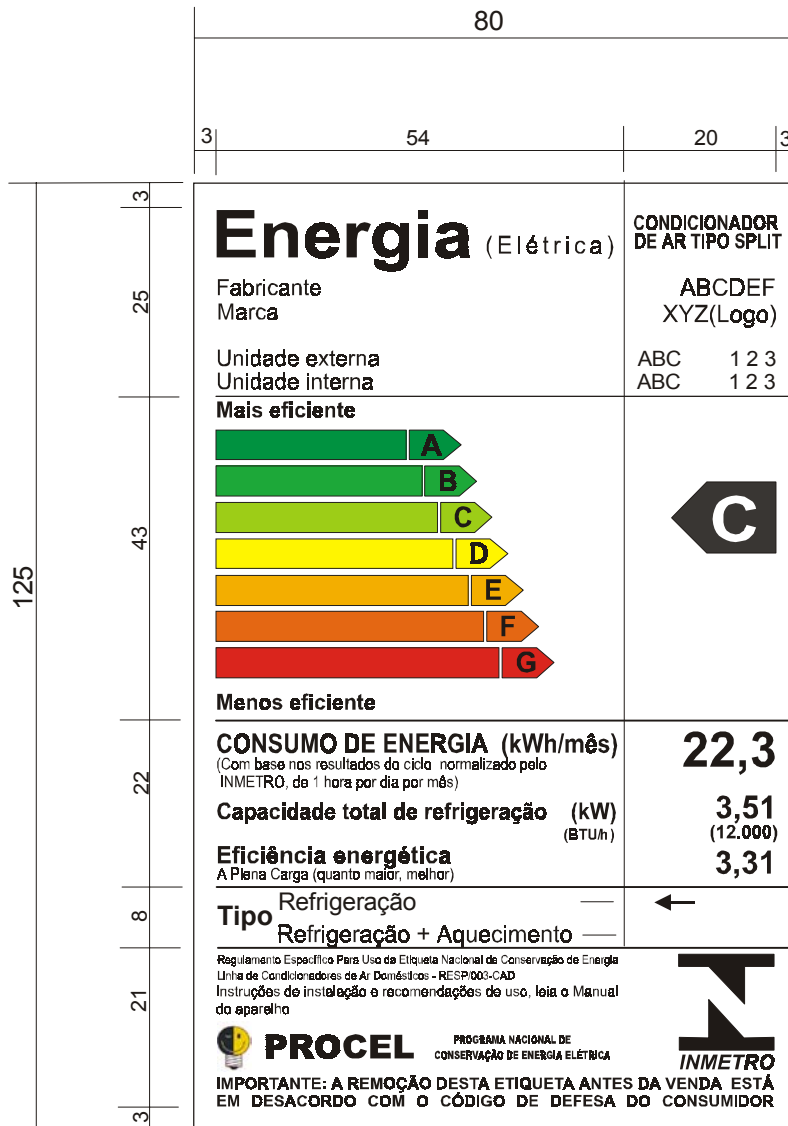 80
3 54 20 3
3
Energia (Elétrica)
CONDICIONADOR
DE AR TIPO SPLIT
25
Fabricante ABCDEF
Marca XYZ(Logo)
Unidade externa ABC 1 2 3
Unidade interna ABC 1 2 3
Mais eficiente
A
B
C
C
D
E
F
G
43
125
Menos eficiente
CONSUMO DE ENERGIA (kWh/mês) 22,3
(Com base nos resultados do ciclo normalizado pelo
INMETRO, de 1 hora por dia por mês)
22
Capacidade total de refrigeração (kW) 3,51
(BTU/h) (12.000)
Eficiência energética 3,31
A Plena Carga (quanto maior, melhor)
8
Tipo Refrigeração
Refrigeração + Aquecimento
Regulamento Específico Para Uso da Etiqueta Nacional de Conservação de Energia
Linha de Condicionadores de Ar Domésticos - RESP/003-CAD
Instruções de instalação e recomendações de uso, leia o Manual
do aparelho
21
PROCEL
PROGRAMA NACIONAL DE
CONSERVAÇÃO DE ENERGIA ELÉTRICA
INMETRO
IMPORTANTE: A REMOÇÃO DESTA ETIQUETA ANTES DA VENDA ESTÁ
EM DESACORDO COM O CÓDIGO DE DEFESA DO CONSUMIDOR
3